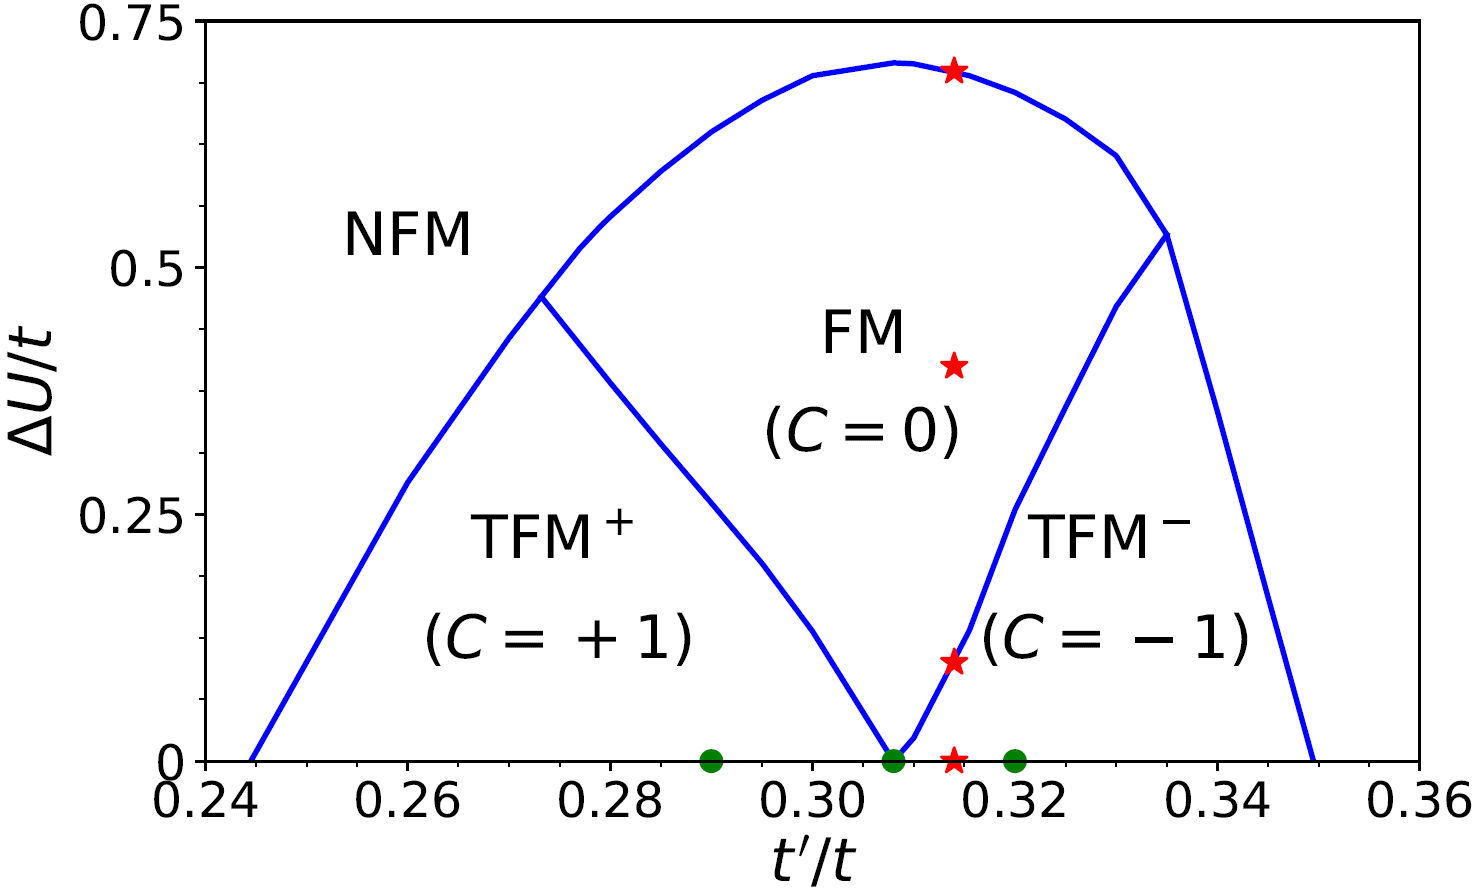 0.75
0.5
0.25
0
ΔU/t
NFM
FM
(C = 0)
TFM⁺
(C = +1)
TFM⁻
(C = −1)
0.24 0.26 0.28 0.30 0.32 0.34 0.36
t′/t